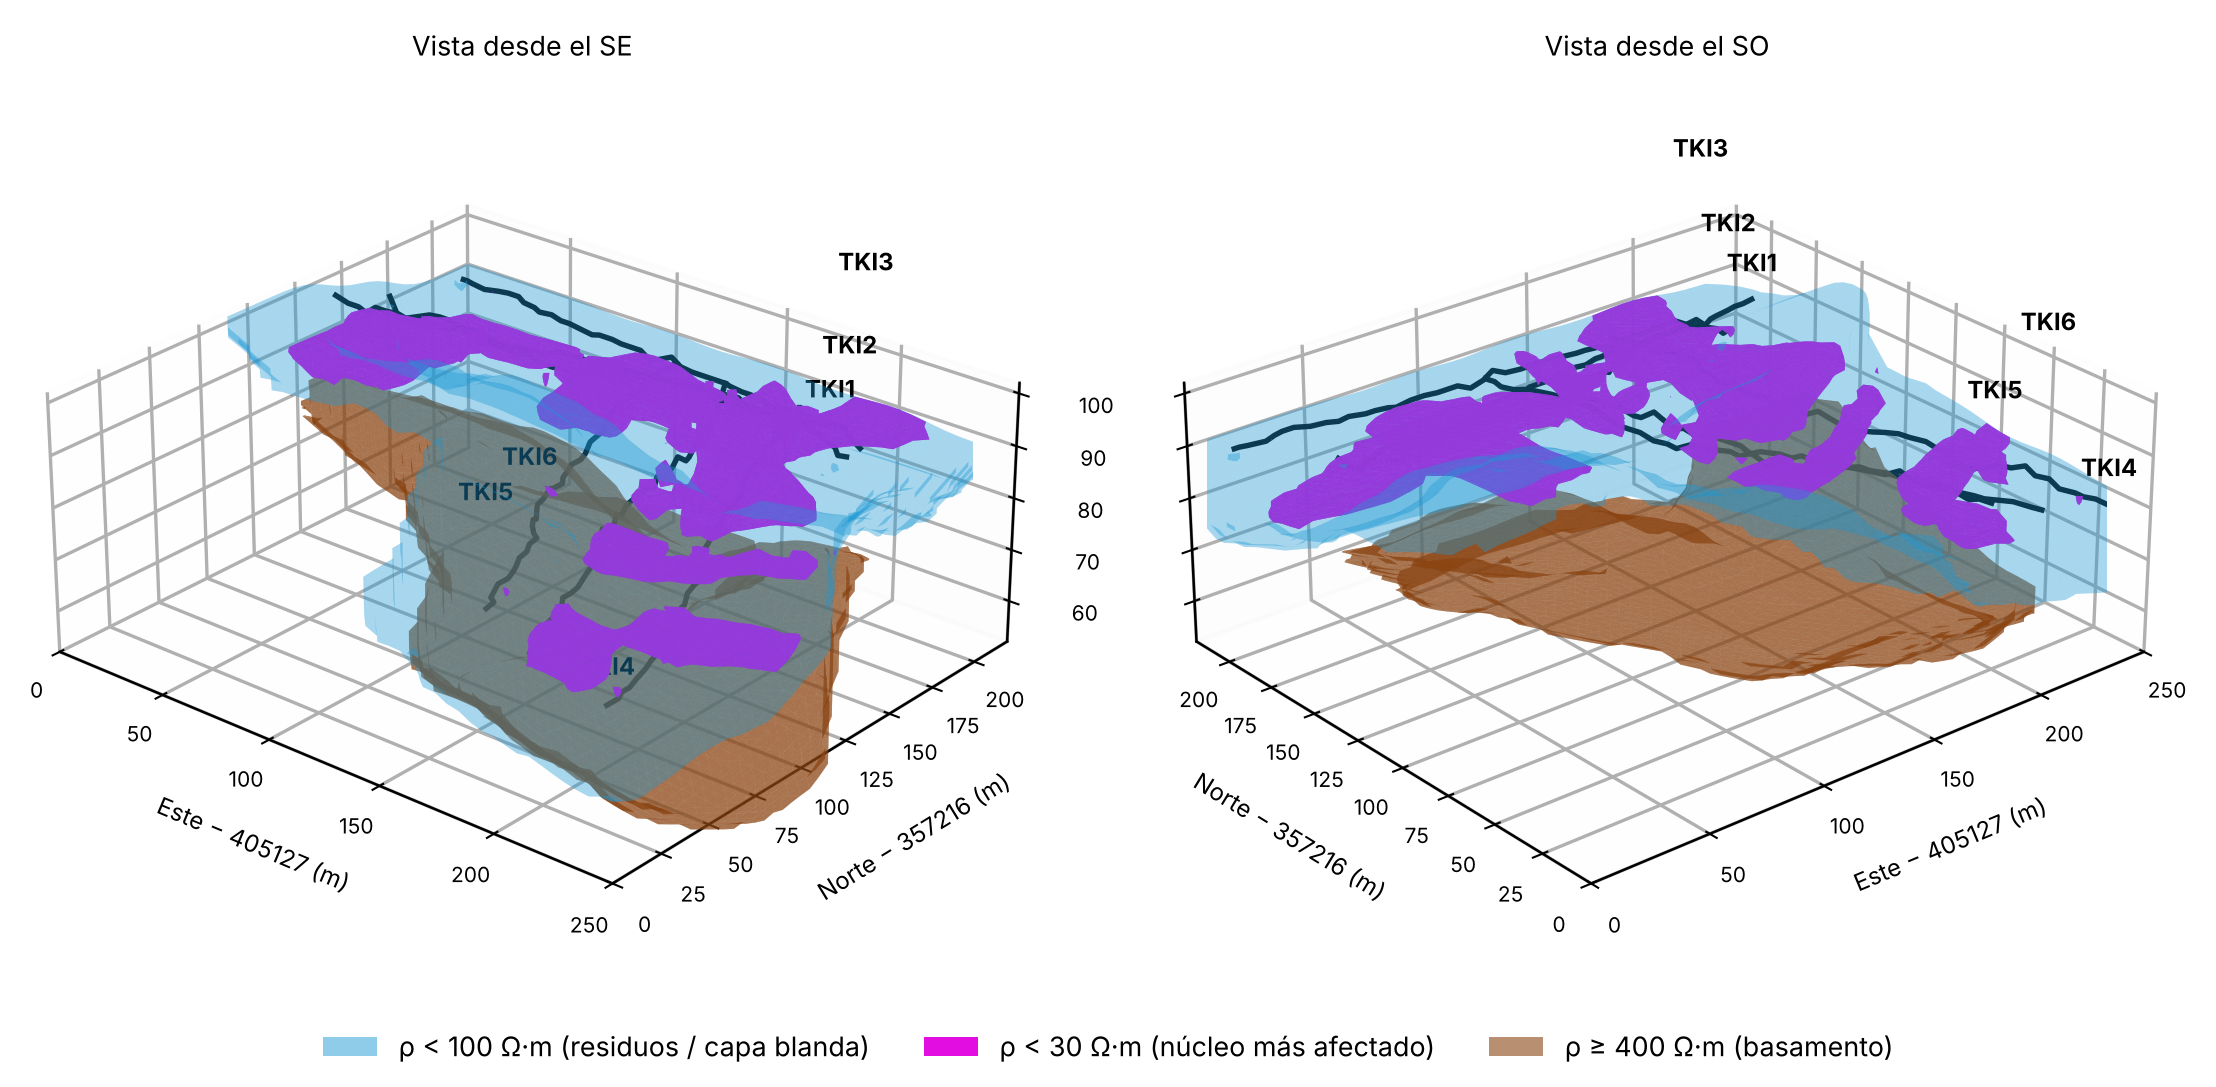 Vista desde el SE
Vista desde el SO
TKI3
TKI2
TKI1
TKI6
TKI5
I4
100
90
80
70
60
0
50
100
150
200
250
0
25
50
75
100
125
150
175
200
Este − 405127 (m)
Norte − 357216 (m)
TKI3
TKI2
TKI1
TKI6
TKI5
TKI4
200
175
150
125
100
75
50
25
0
0
50
100
150
200
250
Norte − 357216 (m)
Este − 405127 (m)
ρ < 100 Ω·m (residuos / capa blanda)
ρ < 30 Ω·m (núcleo más afectado)
ρ ≥ 400 Ω·m (basamento)